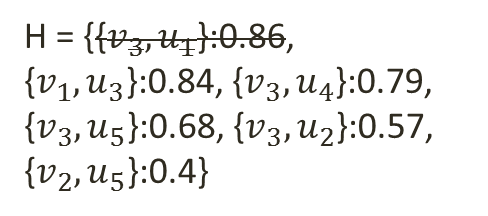 H = {{v₃, u₁}:0.86,
{v₁, u₃}:0.84, {v₃, u₄}:0.79,
{v₃, u₅}:0.68, {v₃, u₂}:0.57,
{v₂, u₅}:0.4}